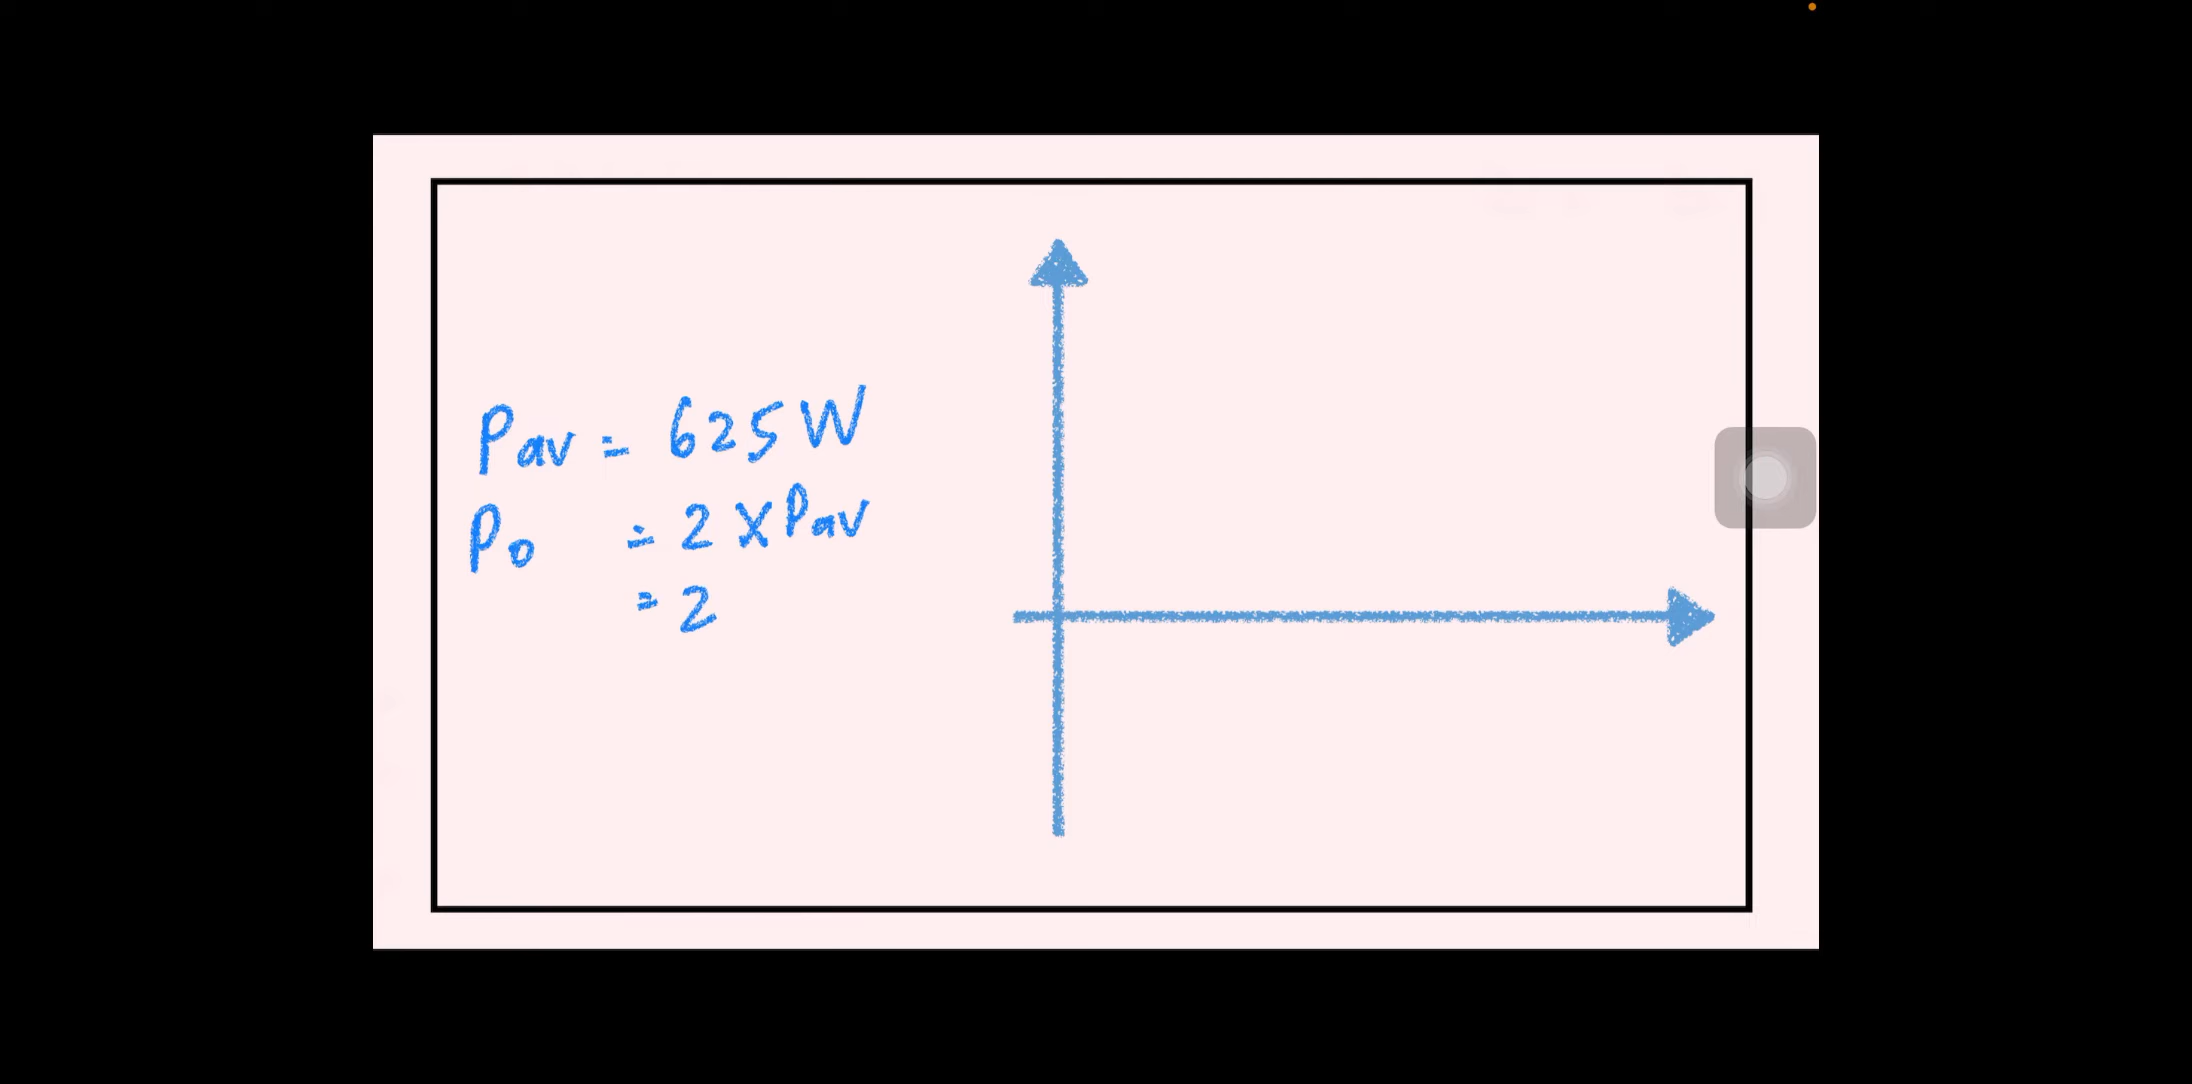 Pav = 625 W
Po = 2 x Pav
= 2